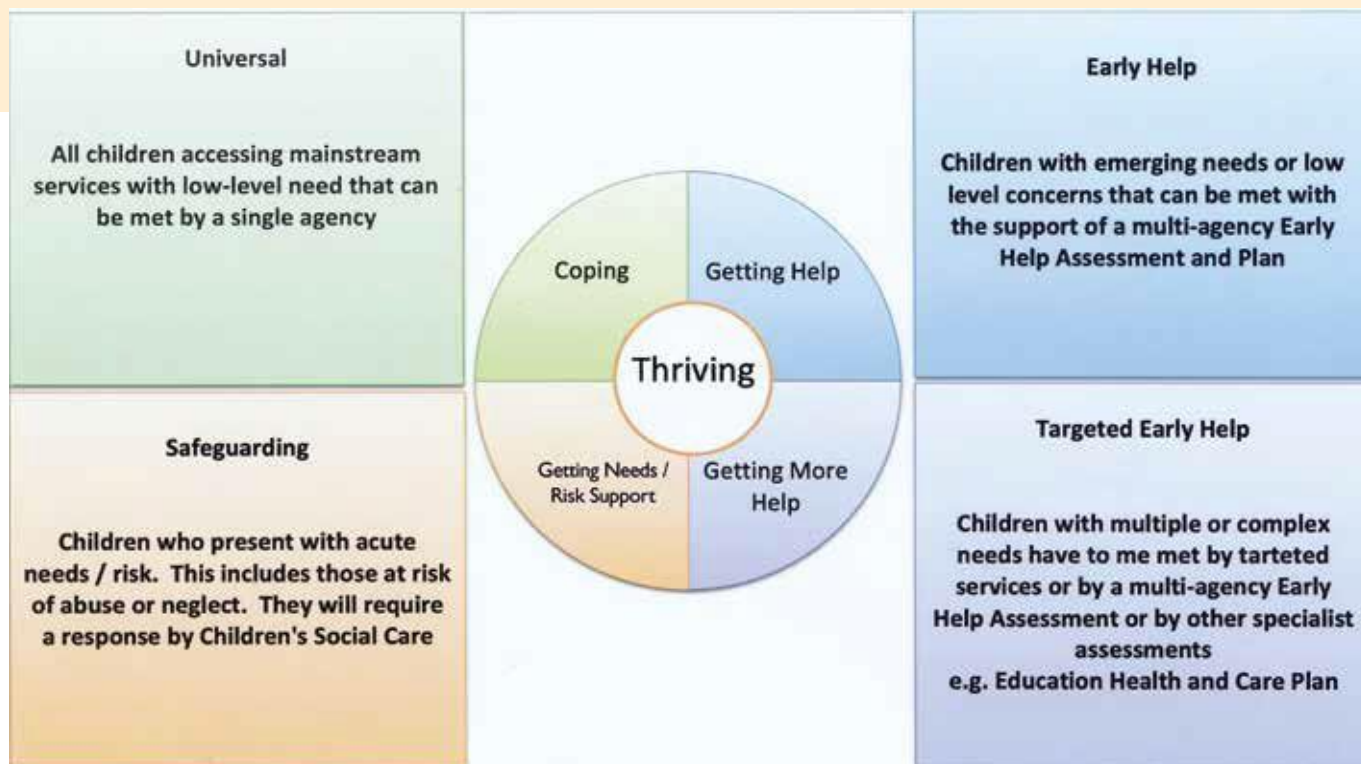 Universal
All children accessing mainstream
services with low-level need that can
be met by a single agency
Early Help
Children with emerging needs or low
level concerns that can be met with
the support of a multi-agency Early
Help Assessment and Plan
Coping
Getting Help
Thriving
Getting Needs /
Risk Support
Getting More
Help
Safeguarding
Children who present with acute
needs / risk.  This includes those at risk
of abuse or neglect.  They will require
a response by Children's Social Care
Targeted Early Help
Children with multiple or complex
needs have to me met by tarteted
services or by a multi-agency Early
Help Assessment or by other specialist
assessments
e.g. Education Health and Care Plan